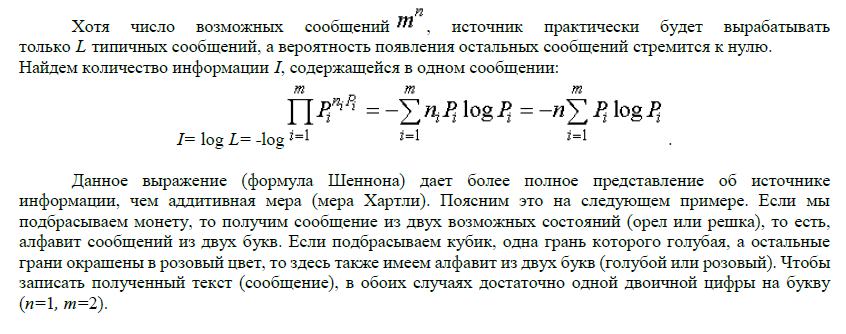 Хотя число возможных сообщений mⁿ, источник практически будет вырабатывать
только L типичных сообщений, а вероятность появления остальных сообщений стремится к нулю.
Найдем количество информации I, содержащейся в одном сообщении:
I= log L= -log ∏_{i=1}^{m} P_i^{n_i P_i} = −∑_{i=1}^{m} n_i P_i log P_i = −n ∑_{i=1}^{m} P_i log P_i .
Данное выражение (формула Шеннона) дает более полное представление об источнике
информации, чем аддитивная мера (мера Хартли). Поясним это на следующем примере. Если мы
подбрасываем монету, то получим сообщение из двух возможных состояний (орел или решка), то есть,
алфавит сообщений из двух букв. Если подбрасываем кубик, одна грань которого голубая, а остальные
грани окрашены в розовый цвет, то здесь также имеем алфавит из двух букв (голубой или розовый). Чтобы
записать полученный текст (сообщение), в обоих случаях достаточно одной двоичной цифры на букву
(n=1, m=2).